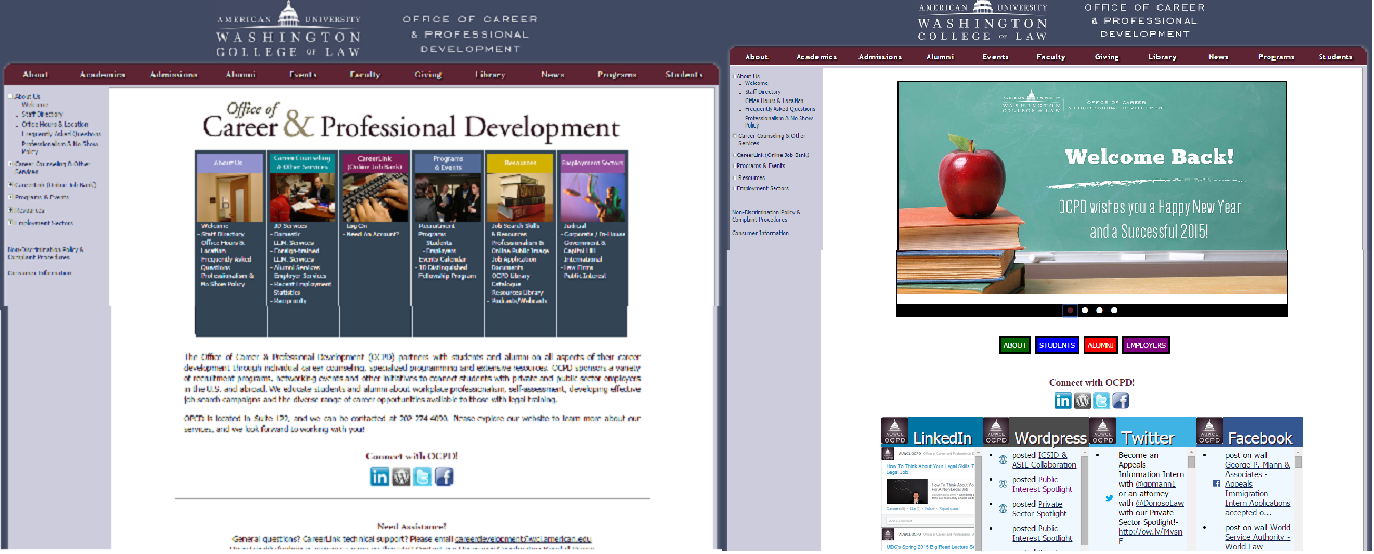 AMERICAN UNIVERSITY
WASHINGTON
COLLEGE OF LAW
OFFICE OF CAREER
& PROFESSIONAL
DEVELOPMENT
About Academics Admissions Alumni Events Faculty Giving Library News Programs Students
About Us
Welcome
Staff Directory
Office Hours & Location
Frequently Asked Questions
Professionalism & No Show
Policy
Career Counseling & Other
Services
CareerLink (Online Job Bank)
Programs & Events
Resources
Employment Sectors
Non-Discrimination Policy &
Complaint Procedures
Consumer Information
Office of
Career & Professional Development
About Us
Welcome
- Staff Directory
Office Hours &
Location
Frequently Asked
Questions
Professionalism &
No Show Policy
Career Counseling
& Other Services
JD Services
- Domestic
LL.M. Services
- Foreign-trained
LL.M. Services
- Alumni Services
Employer Services
- Recent Employment
Statistics
- Reciprocity
CareerLink
(Online Job Bank)
Log On
- Need An Account?
Programs
& Events
Recruitment
Programs
- Students
- Employers
Events Calendar
- JD Distinguished
Fellowship Program
Resources
Job Search Skills
& Resources
Professionalism &
Online Public Image
Job Application
Documents
OCPD Library
Catalogue
Resources Library
- Podcasts/Webcasts
Employment Sectors
Judicial
- Corporate / In-House
Government &
Capitol Hill
International
- Law Firms
Public Interest
The Office of Career & Professional Development (OCPD) partners with students and alumni on all aspects of their career
development through individual career counseling, specialized programming and extensive resources. OCPD sponsors a variety
of recruitment programs, networking events and other initiatives to connect students with private and public sector employers
in the U.S. and abroad. We educate students and alumni about workplace professionalism, self-assessment, developing effective
job search campaigns and the diverse range of career opportunities available to those with legal training.
OPCD is located in Suite 122, and we can be contacted at 202-274-4090. Please explore our website to learn more about our
services, and we look forward to working with you!
Connect with OCPD!
Need Assistance?
General questions? CareerLink technical support? Please email careerdevelopment@wcl.american.edu
AMERICAN UNIVERSITY
WASHINGTON
COLLEGE OF LAW
OFFICE OF CAREER
& PROFESSIONAL
DEVELOPMENT
About Academics Admissions Alumni Events Faculty Giving Library News Programs Students
About Us
Welcome
Staff Directory
Office Hours & Location
Frequently Asked Questions
Professionalism & No Show
Policy
Career Counseling & Other
Services
CareerLink (Online Job Bank)
Programs & Events
Resources
Employment Sectors
Non-Discrimination Policy &
Complaint Procedures
Consumer Information
Welcome Back!
OCPD wishes you a Happy New Year
and a Successful 2015!
ABOUT STUDENTS ALUMNI EMPLOYERS
Connect with OCPD!
LinkedIn
How To Think About Your Legal Skills T
Legal Job
UDC's Spring 2015 Big Read Lecture S
Wordpress
posted ICSID &
ASIL Collaboration
posted Public
Interest Spotlight
posted Private
Sector Spotlight
posted Public
Interest Spotlight
Twitter
Become an
Appeals
Information Intern
with @gpmann1
or an attorney
with @DonosoLaw
with our Private
Sector Spotlight!-
Facebook
post on wall
George P. Mann &
Associates -
Appeals
Immigration
Intern Applications
accepted o...
post on wall World
Service Authority -
World Law